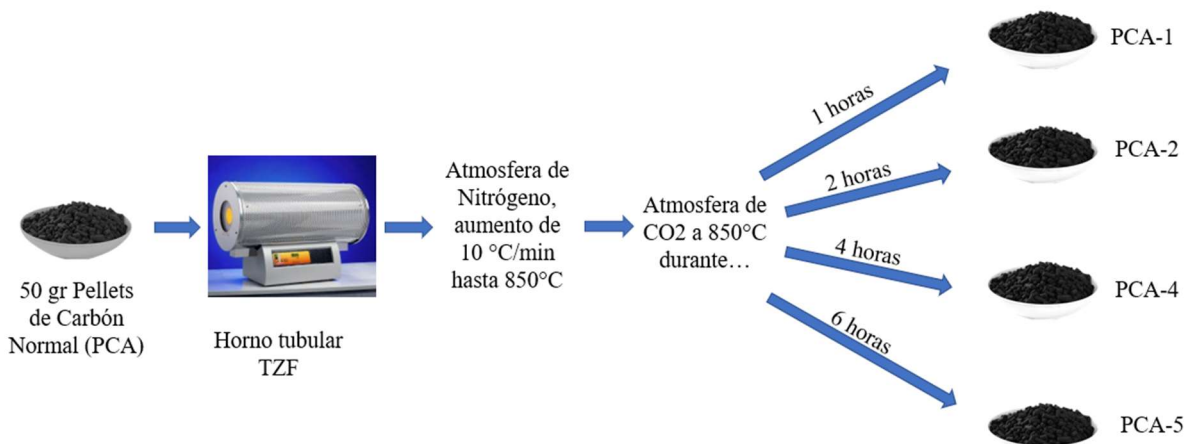 50 gr Pellets
de Carbón
Normal (PCA)
Horno tubular
TZF
Atmosfera de
Nitrógeno,
aumento de
10 °C/min
hasta 850°C
Atmosfera de
CO2 a 850°C
durante…
1 horas
2 horas
4 horas
6 horas
PCA-1
PCA-2
PCA-4
PCA-5